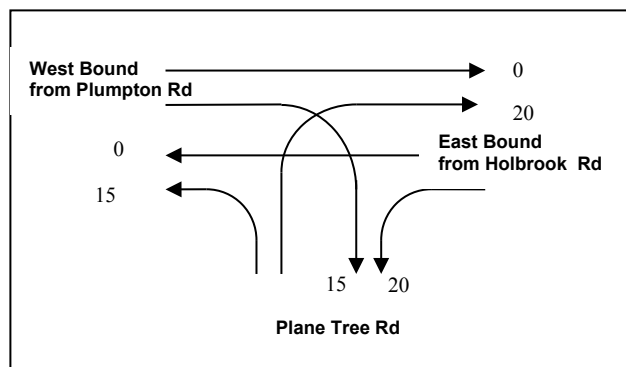 West Bound
from Plumpton Rd
0
20
0
East Bound
from Holbrook Rd
15
15 20
Plane Tree Rd